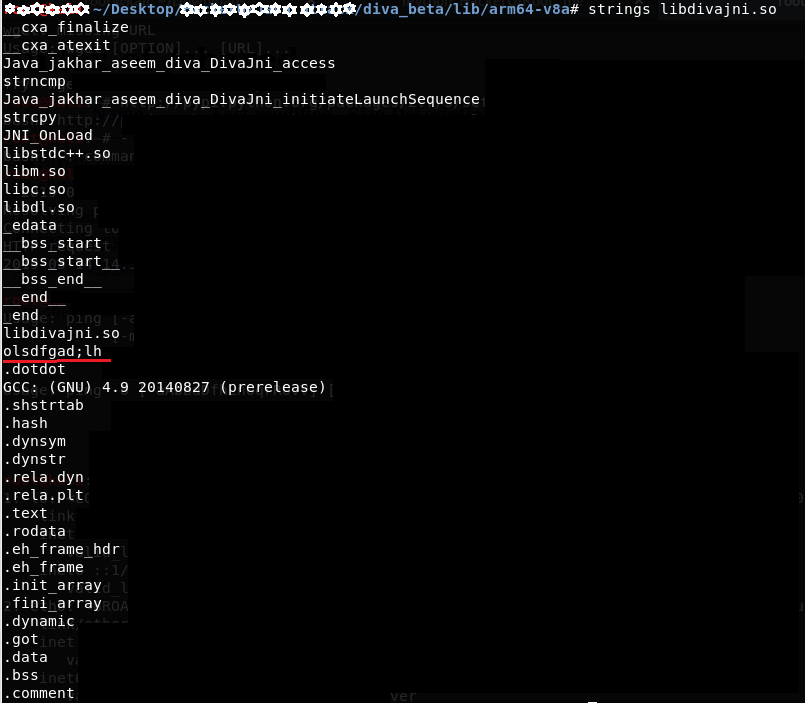 ~/Desktop/ /diva_beta/lib/arm64-v8a# strings libdivajni.so
__cxa_finalize
__cxa_atexit
Java_jakhar_aseem_diva_DivaJni_access
strncmp
Java_jakhar_aseem_diva_DivaJni_initiateLaunchSequence
strcpy
JNI_OnLoad
libstdc++.so
libm.so
libc.so
libdl.so
_edata
__bss_start
__bss_start__
__bss_end__
__end__
_end
libdivajni.so
olsdfgad;lh
.dotdot
GCC: (GNU) 4.9 20140827 (prerelease)
.shstrtab
.hash
.dynsym
.dynstr
.rela.dyn
.rela.plt
.text
.rodata
.eh_frame_hdr
.eh_frame
.init_array
.fini_array
.dynamic
.got
.data
.bss
.comment